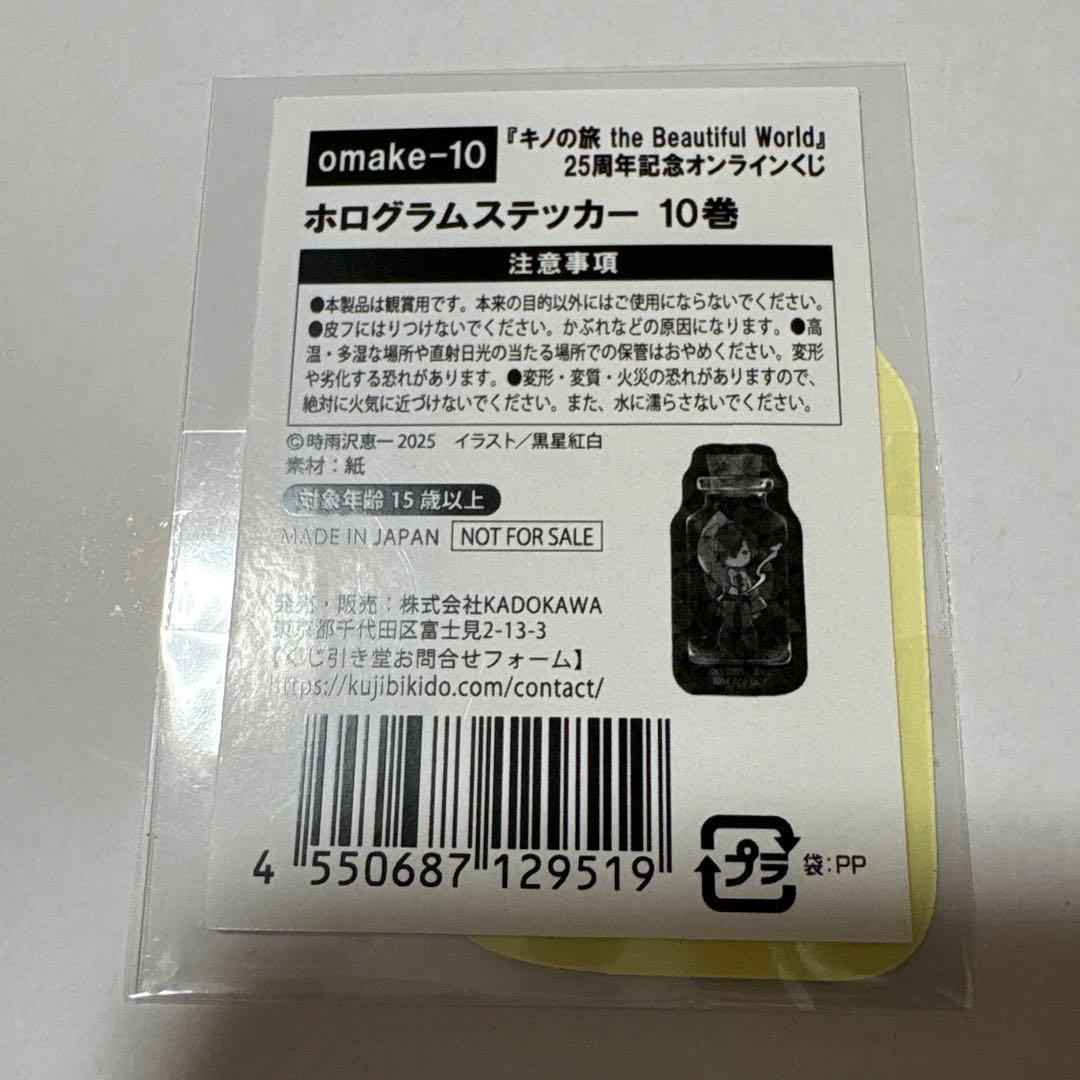 omake-10
『キノの旅 the Beautiful World』
25周年記念オンラインくじ
ホログラムステッカー 10巻
注意事項
●本製品は観賞用です。本来の目的以外にはご使用にならないでください。
●皮フにはりつけないでください。かぶれなどの原因になります。●高
温・多湿な場所や直射日光の当たる場所での保管はおやめください。変形
や劣化する恐れがあります。●変形・変質・火災の恐れがありますので、
絶対に火気に近づけないでください。また、水に濡らさないでください。
©時雨沢恵一 2025 イラスト／黒星紅白
素材：紙
対象年齢 15 歳以上
MADE IN JAPAN NOT FOR SALE
発売・販売：株式会社KADOKAWA
東京都千代田区富士見2-13-3
【くじ引き堂お問合せフォーム】
https://kujibikido.com/contact/
4 550687 129519
プラ 袋：PP